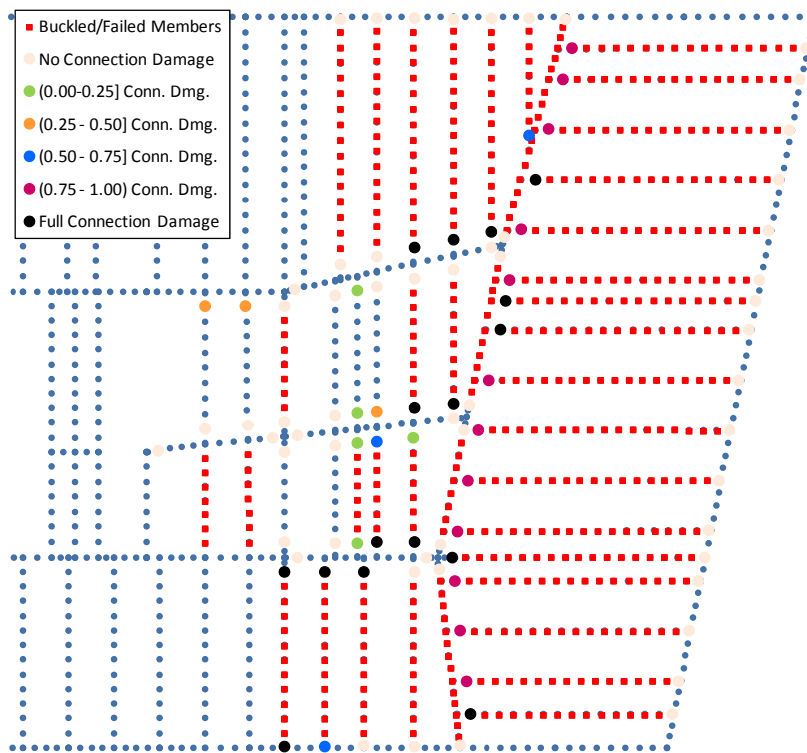 Buckled/Failed Members
No Connection Damage
(0.00-0.25] Conn. Dmg.
(0.25 - 0.50] Conn. Dmg.
(0.50 - 0.75] Conn. Dmg.
(0.75 - 1.00) Conn. Dmg.
Full Connection Damage